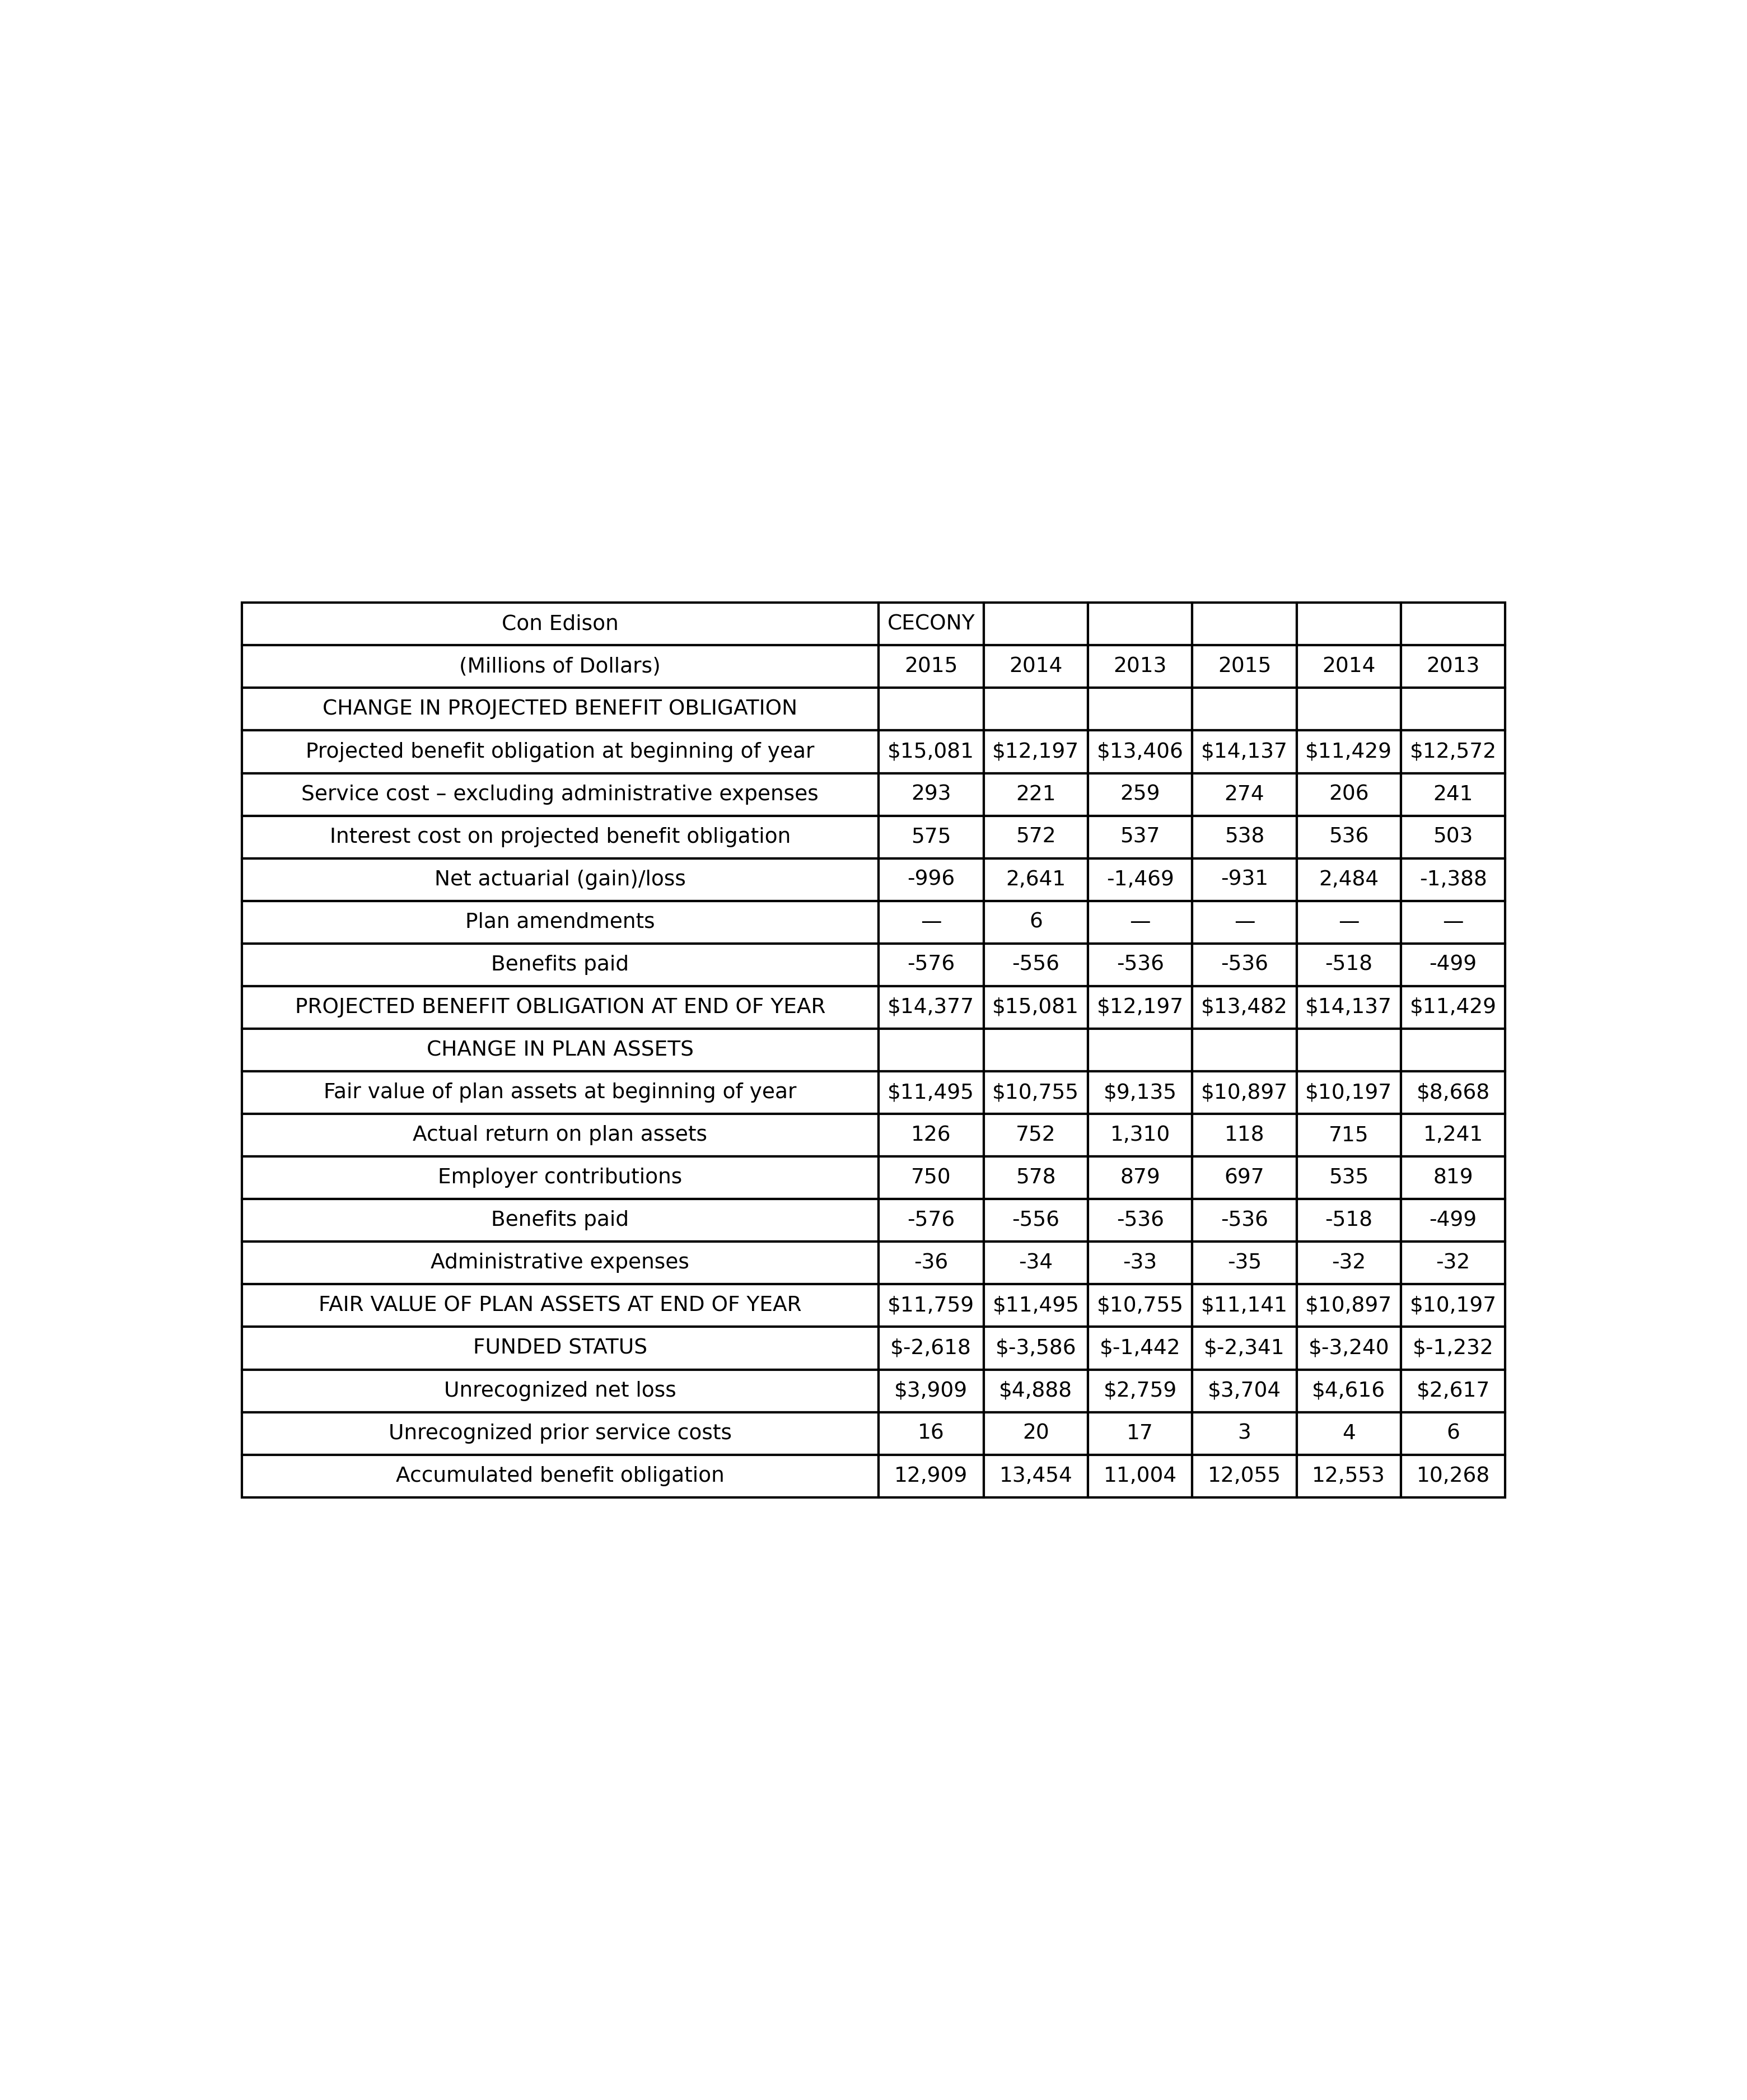 Con Edison CECONY
(Millions of Dollars) 2015 2014 2013 2015 2014 2013
CHANGE IN PROJECTED BENEFIT OBLIGATION
Projected benefit obligation at beginning of year $15,081 $12,197 $13,406 $14,137 $11,429 $12,572
Service cost – excluding administrative expenses 293 221 259 274 206 241
Interest cost on projected benefit obligation 575 572 537 538 536 503
Net actuarial (gain)/loss -996 2,641 -1,469 -931 2,484 -1,388
Plan amendments — 6 — — — —
Benefits paid -576 -556 -536 -536 -518 -499
PROJECTED BENEFIT OBLIGATION AT END OF YEAR $14,377 $15,081 $12,197 $13,482 $14,137 $11,429
CHANGE IN PLAN ASSETS
Fair value of plan assets at beginning of year $11,495 $10,755 $9,135 $10,897 $10,197 $8,668
Actual return on plan assets 126 752 1,310 118 715 1,241
Employer contributions 750 578 879 697 535 819
Benefits paid -576 -556 -536 -536 -518 -499
Administrative expenses -36 -34 -33 -35 -32 -32
FAIR VALUE OF PLAN ASSETS AT END OF YEAR $11,759 $11,495 $10,755 $11,141 $10,897 $10,197
FUNDED STATUS $-2,618 $-3,586 $-1,442 $-2,341 $-3,240 $-1,232
Unrecognized net loss $3,909 $4,888 $2,759 $3,704 $4,616 $2,617
Unrecognized prior service costs 16 20 17 3 4 6
Accumulated benefit obligation 12,909 13,454 11,004 12,055 12,553 10,268